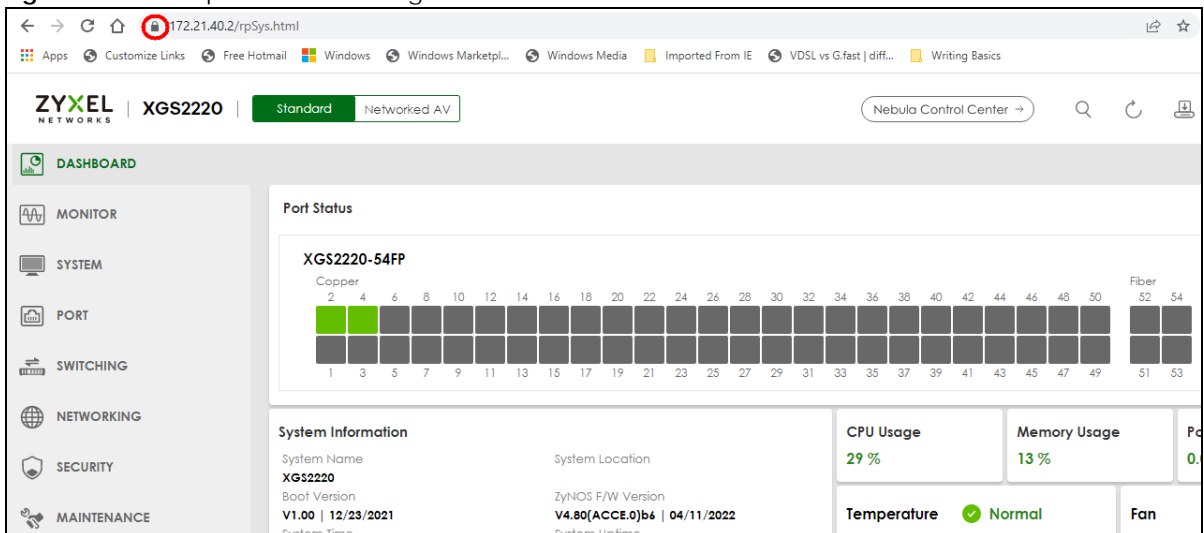 172.21.40.2/rpSys.html
Apps Customize Links Free Hotmail Windows Windows Marketpl... Windows Media Imported From IE VDSL vs G.fast | diff... Writing Basics
ZYXEL NETWORKS | XGS2220 | Standard Networked AV Nebula Control Center →
DASHBOARD
MONITOR
SYSTEM
PORT
SWITCHING
NETWORKING
SECURITY
MAINTENANCE
Port Status
XGS2220-54FP
Copper Fiber
2 4 6 8 10 12 14 16 18 20 22 24 26 28 30 32 34 36 38 40 42 44 46 48 50 52 54
1 3 5 7 9 11 13 15 17 19 21 23 25 27 29 31 33 35 37 39 41 43 45 47 49 51 53
System Information
System Name System Location
XGS2220
Boot Version ZyNOS F/W Version
V1.00 | 12/23/2021 V4.80(ACCE.0)b6 | 04/11/2022
System Time System Uptime
CPU Usage
29 %
Memory Usage
13 %
Temperature Normal
Fan